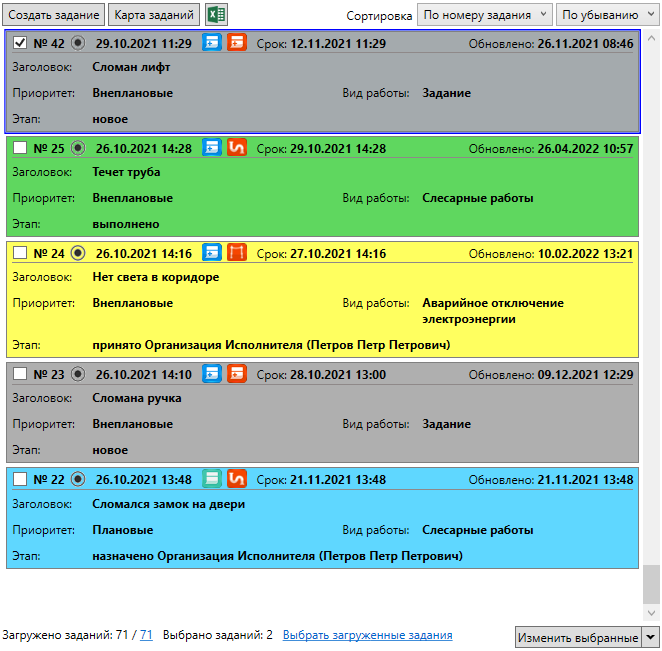 Создать задание Карта заданий Сортировка По номеру задания По убыванию
№ 42 29.10.2021 11:29 Срок: 12.11.2021 11:29 Обновлено: 26.11.2021 08:46
Заголовок: Сломан лифт
Приоритет: Внеплановые Вид работы: Задание
Этап: новое
№ 25 26.10.2021 14:28 Срок: 29.10.2021 14:28 Обновлено: 26.04.2022 10:57
Заголовок: Течет труба
Приоритет: Внеплановые Вид работы: Слесарные работы
Этап: выполнено
№ 24 26.10.2021 14:16 Срок: 27.10.2021 14:16 Обновлено: 10.02.2022 13:21
Заголовок: Нет света в коридоре
Приоритет: Внеплановые Вид работы: Аварийное отключение
электроэнергии
Этап: принято Организация Исполнителя (Петров Петр Петрович)
№ 23 26.10.2021 14:10 Срок: 28.10.2021 13:00 Обновлено: 09.12.2021 12:29
Заголовок: Сломана ручка
Приоритет: Внеплановые Вид работы: Задание
Этап: новое
№ 22 26.10.2021 13:48 Срок: 21.11.2021 13:48 Обновлено: 21.11.2021 13:48
Заголовок: Сломался замок на двери
Приоритет: Плановые Вид работы: Слесарные работы
Этап: назначено Организация Исполнителя (Петров Петр Петрович)
Загружено заданий: 71 / 71 Выбрано заданий: 2 Выбрать загруженные задания Изменить выбранные